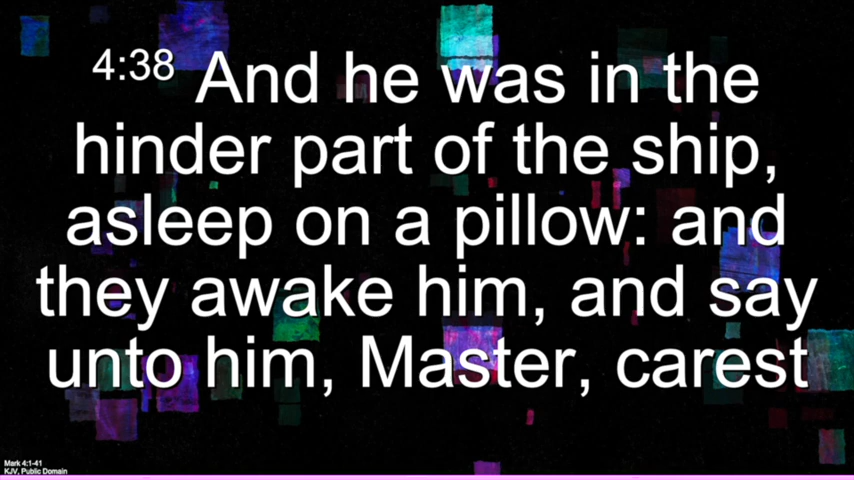 4:38 And he was in the
hinder part of the ship,
asleep on a pillow: and
they awake him, and say
unto him, Master, carest
Mark 4:1-41
KJV, Public Domain